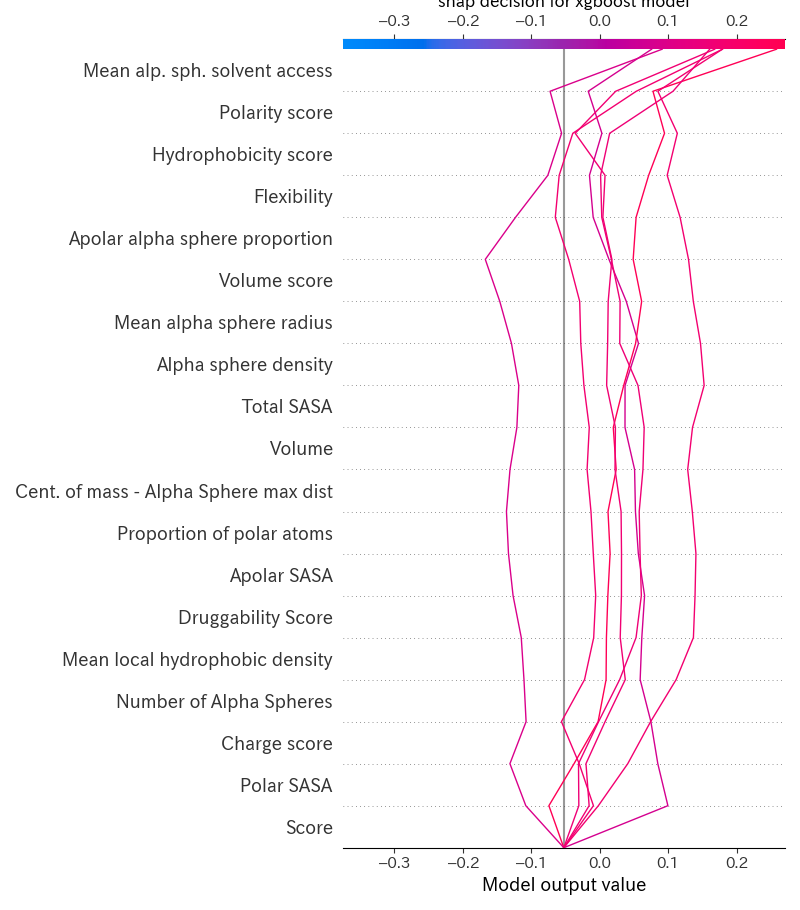 shap decision for xgboost model
−0.3 −0.2 −0.1 0.0 0.1 0.2
Mean alp. sph. solvent access
Polarity score
Hydrophobicity score
Flexibility
Apolar alpha sphere proportion
Volume score
Mean alpha sphere radius
Alpha sphere density
Total SASA
Volume
Cent. of mass - Alpha Sphere max dist
Proportion of polar atoms
Apolar SASA
Druggability Score
Mean local hydrophobic density
Number of Alpha Spheres
Charge score
Polar SASA
Score
−0.3 −0.2 −0.1 0.0 0.1 0.2
Model output value